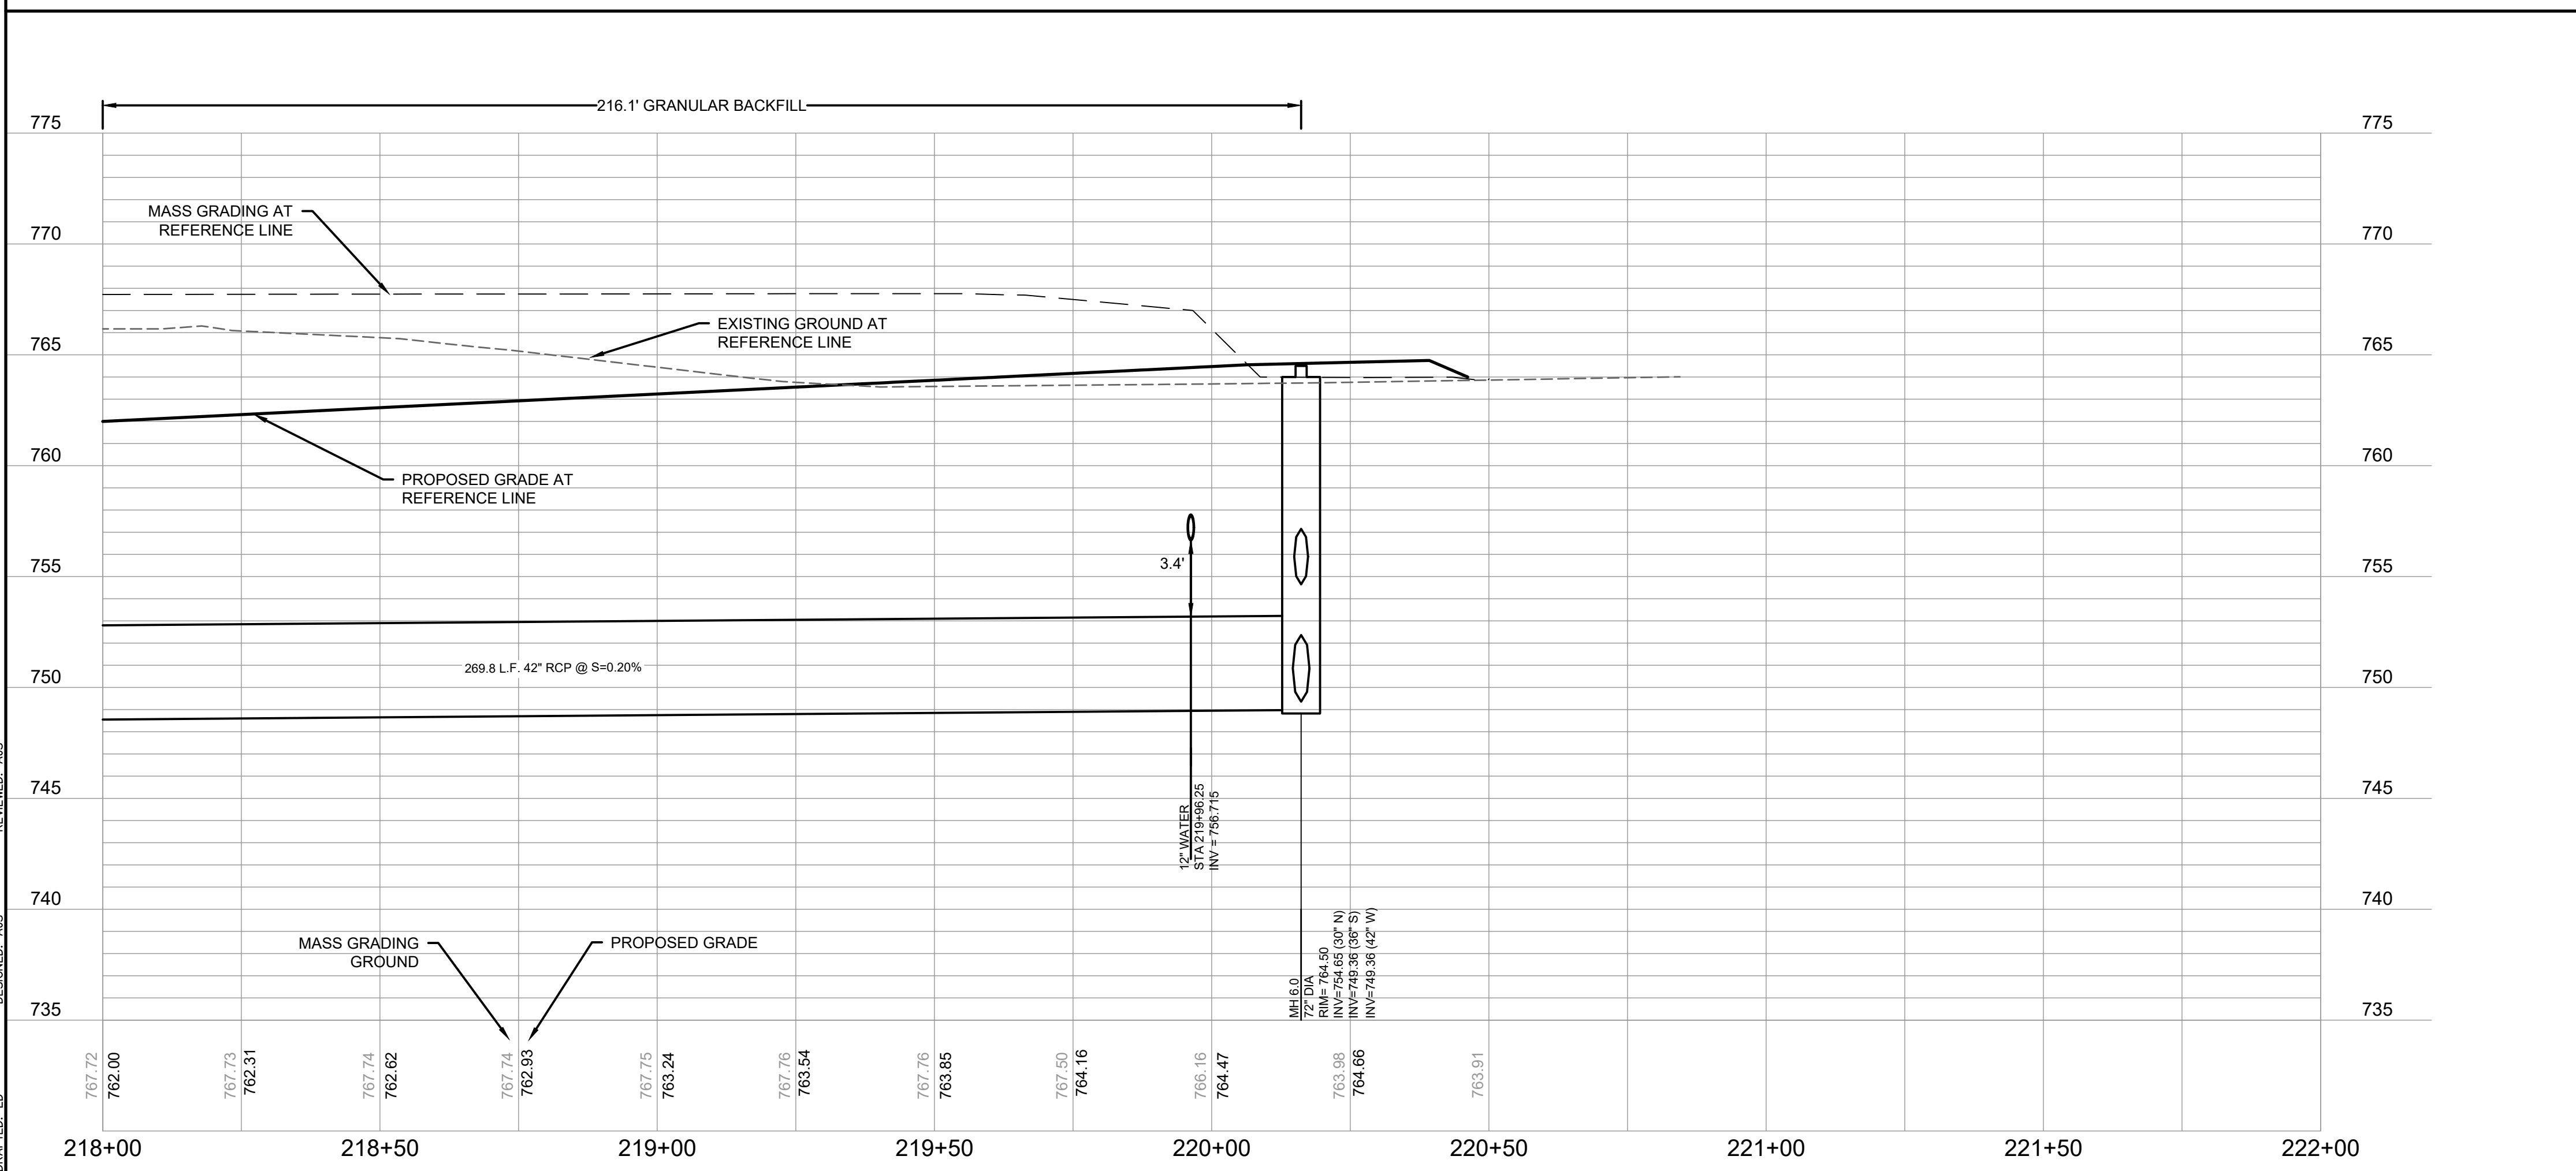 216.1' GRANULAR BACKFILL
775
775
MASS GRADING AT
REFERENCE LINE
770
770
EXISTING GROUND AT
REFERENCE LINE
765
765
PROPOSED GRADE AT
REFERENCE LINE
760
760
3.4'
755
755
269.8 L.F. 42" RCP @ S=0.20%
750
750
745
745
12" WATER
STA 219+96.25
INV = 756.715
740
740
MASS GRADING
GROUND
PROPOSED GRADE
MH 6.0
72" DIA
RIM= 764.50
INV=754.65 (30" N)
INV=749.36 (36" S)
INV=749.36 (42" W)
735
735
767.72
762.00
767.73
762.31
767.74
762.62
767.74
762.93
767.75
763.24
767.76
763.54
767.76
763.85
767.50
764.16
766.16
764.47
763.98
764.66
763.91
218+00
218+50
219+00
219+50
220+00
220+50
221+00
221+50
222+00